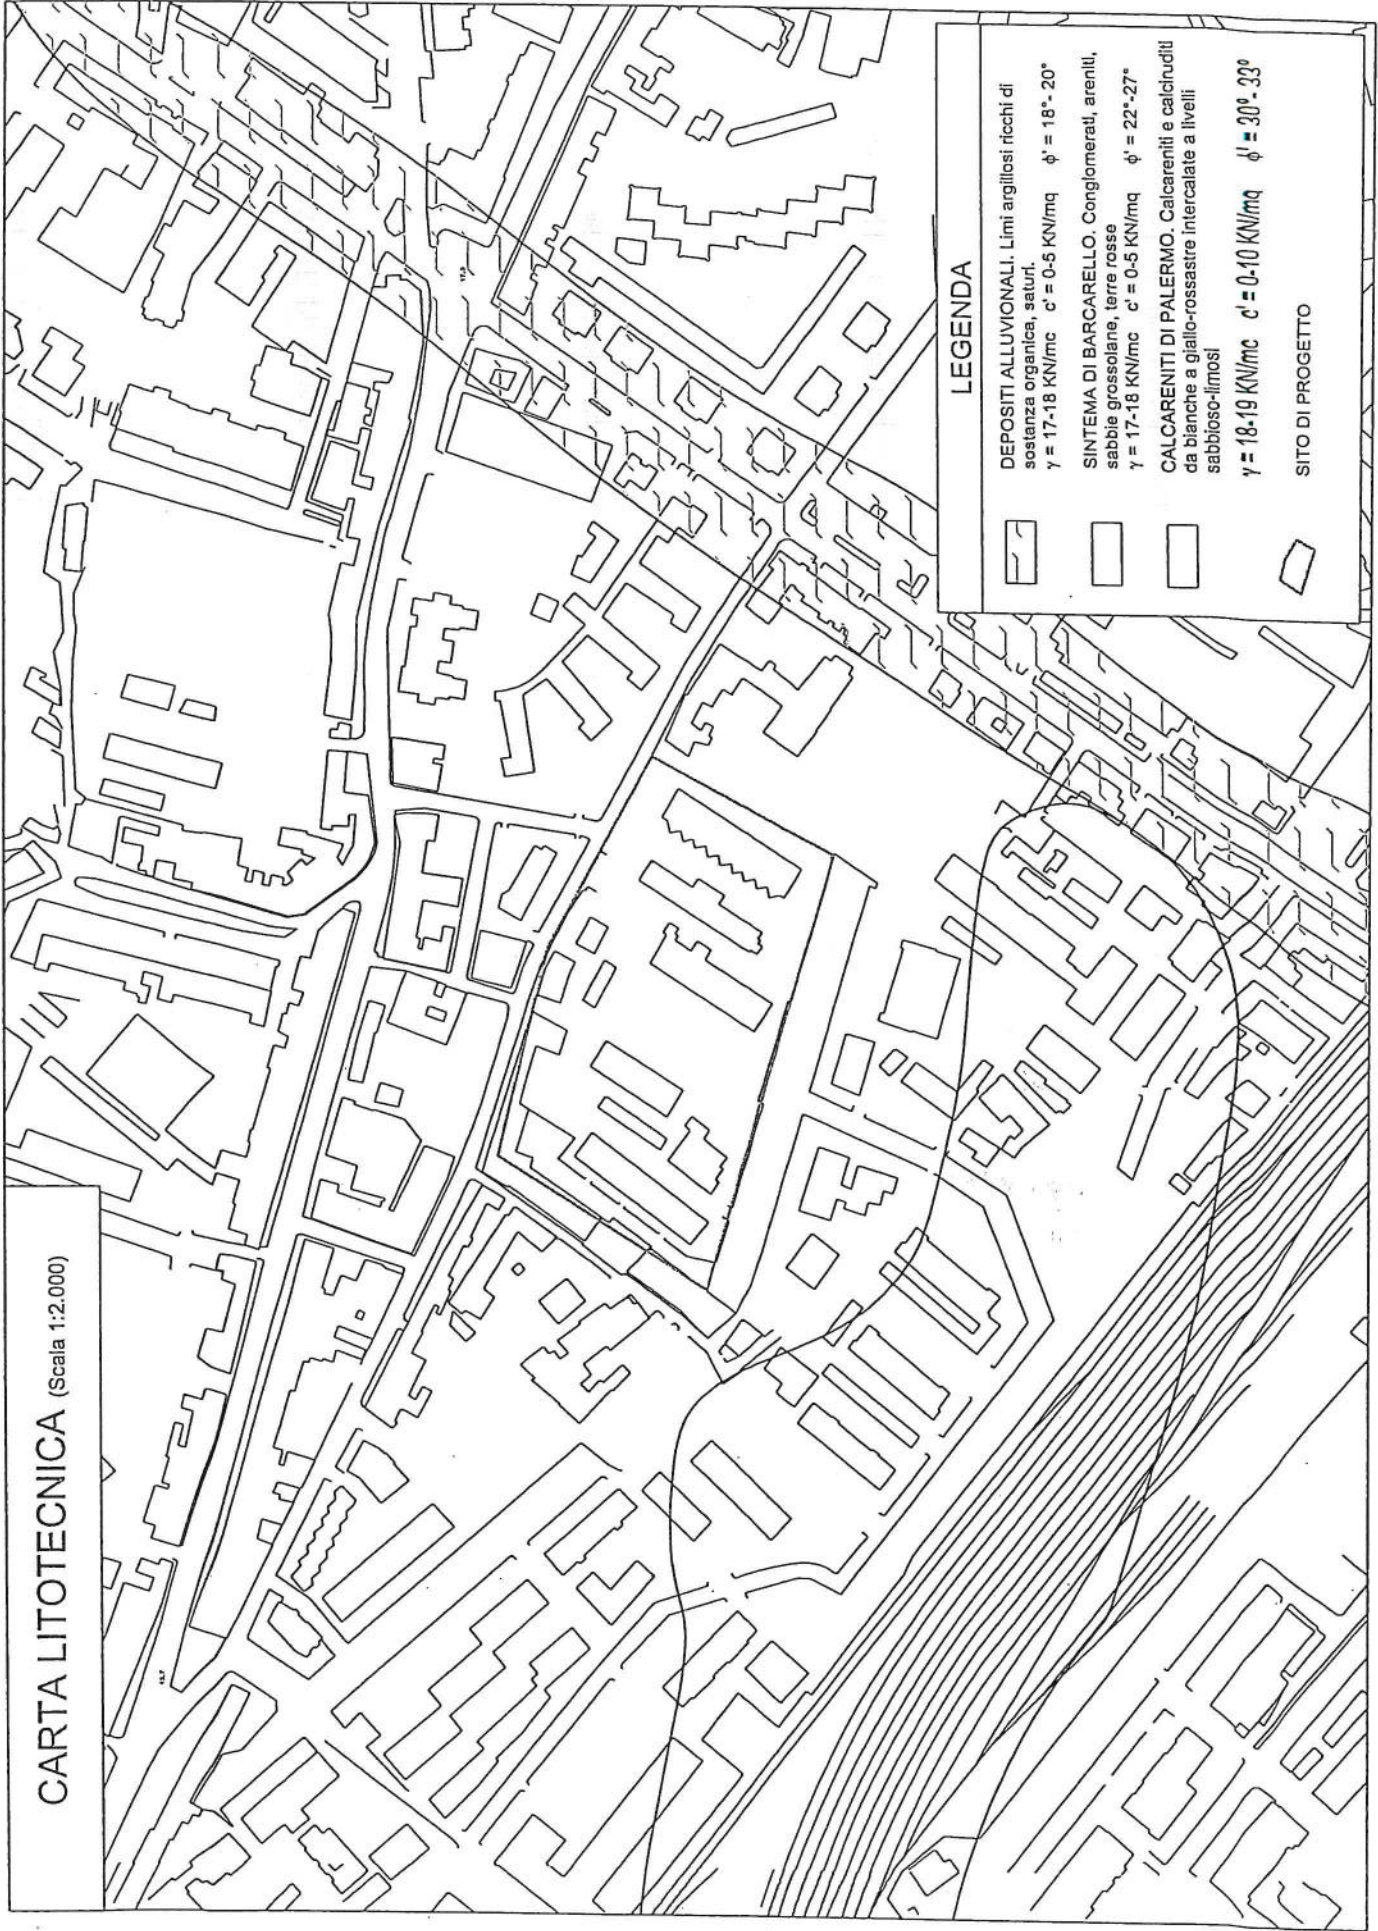 CARTA LITOTECNICA (Scala 1:2.000)
LEGENDA
DEPOSITI ALLUVIONALI. Limi argillosi ricchi di
sostanza organica, saturi.
γ = 17-18 KN/mc c' = 0-5 KN/mq ϕ' = 18°- 20°
SINTEMA DI BARCARELLO. Conglomerati, areniti,
sabbie grossolane, terre rosse
γ = 17-18 KN/mc c' = 0-5 KN/mq ϕ' = 22°-27°
CALCARENITI DI PALERMO. Calcareniti e calciruditi
da bianche a giallo-rossastre intercalate a livelli
sabbioso-limosi
γ = 18-19 KN/mc c' = 0-10 KN/mq ϕ' = 30°- 33°
SITO DI PROGETTO